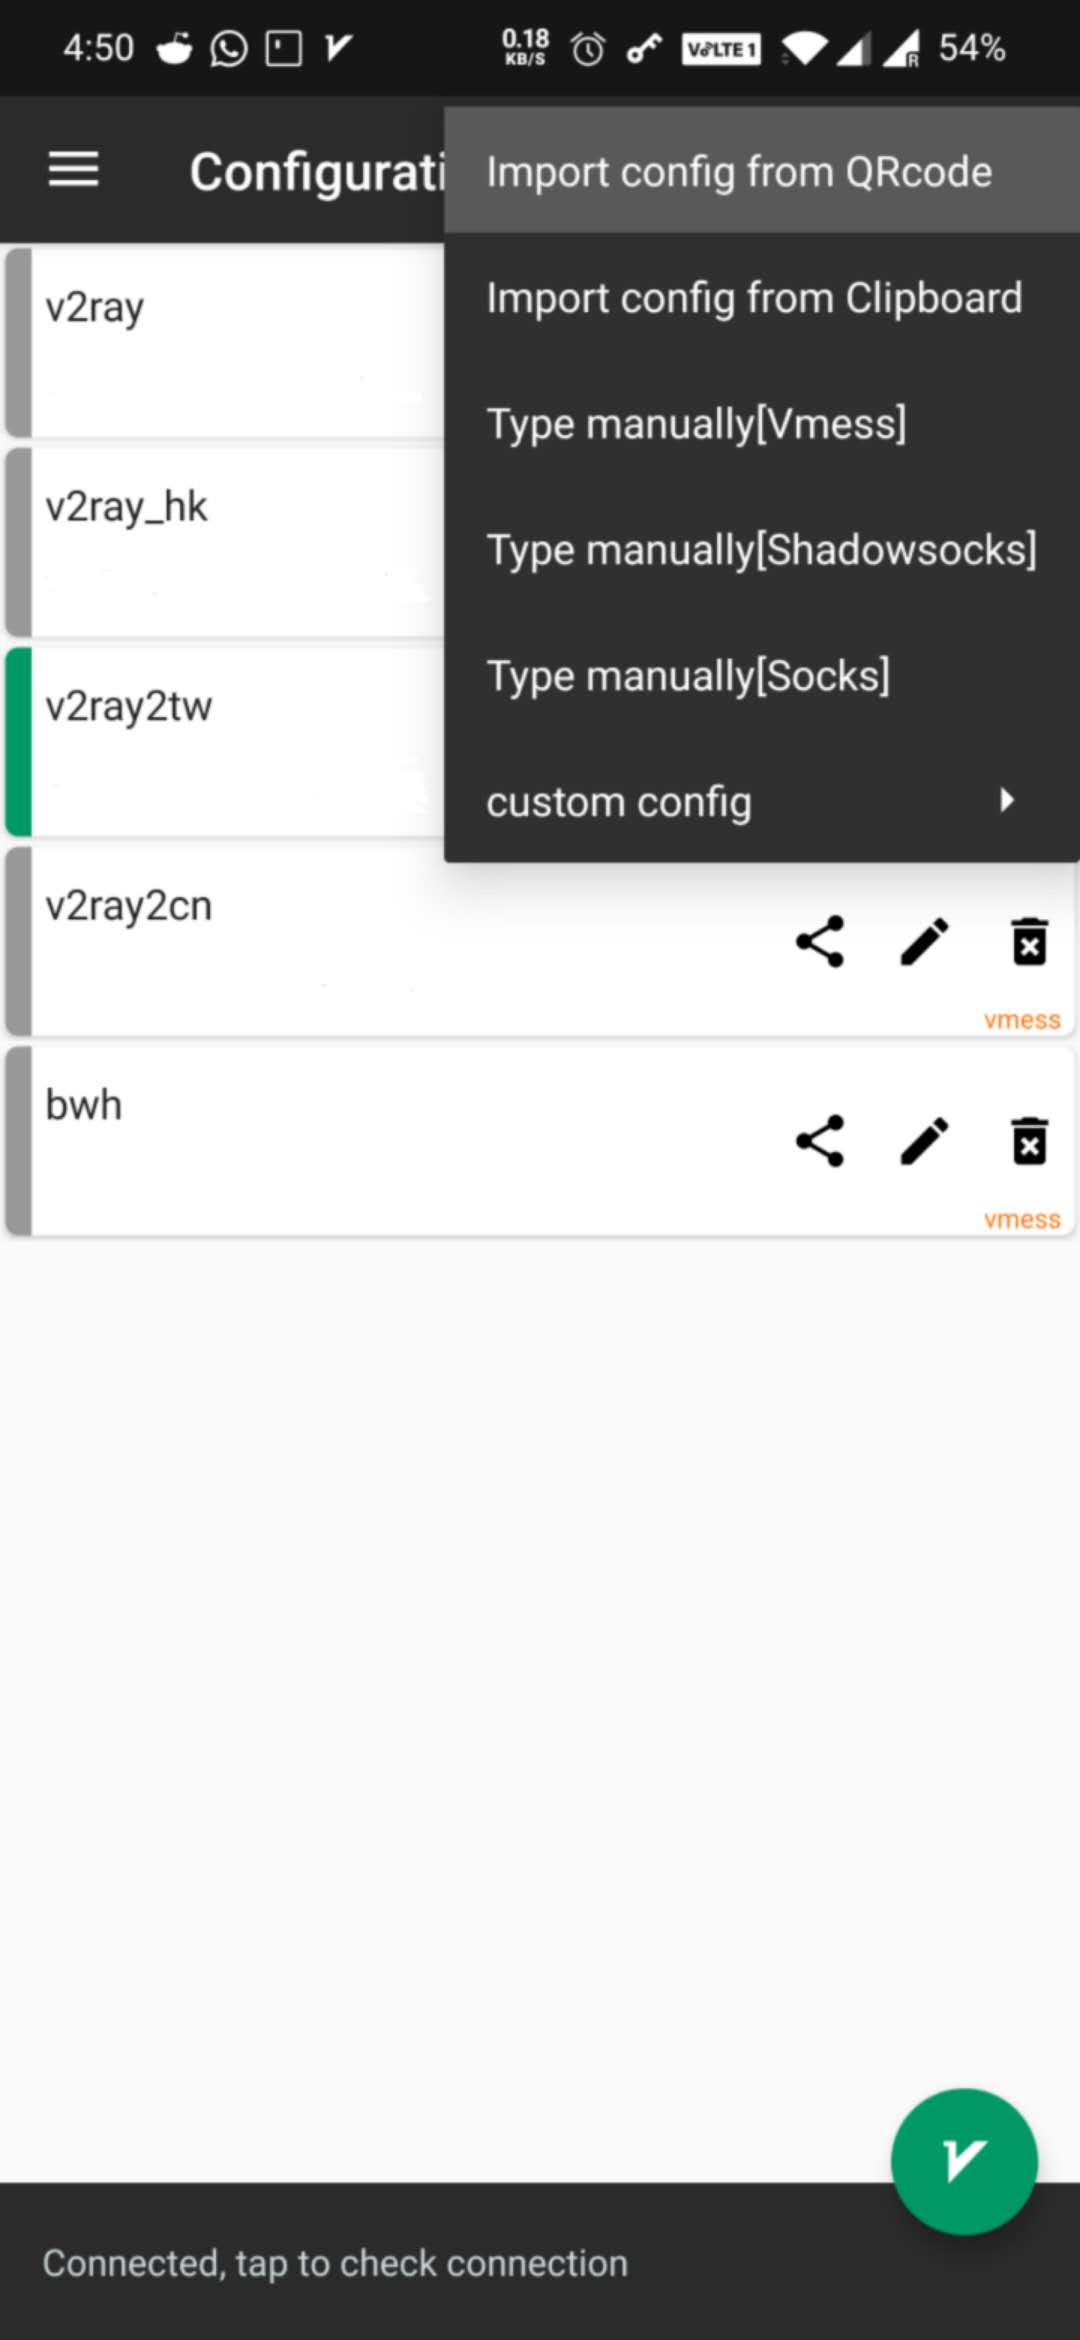 4:50 0.18 KB/S VoLTE 1 R 54%
Configurati
Import config from QRcode
Import config from Clipboard
Type manually[Vmess]
Type manually[Shadowsocks]
Type manually[Socks]
custom config
v2ray
v2ray_hk
v2ray2tw
v2ray2cn
vmess
bwh
vmess
Connected, tap to check connection